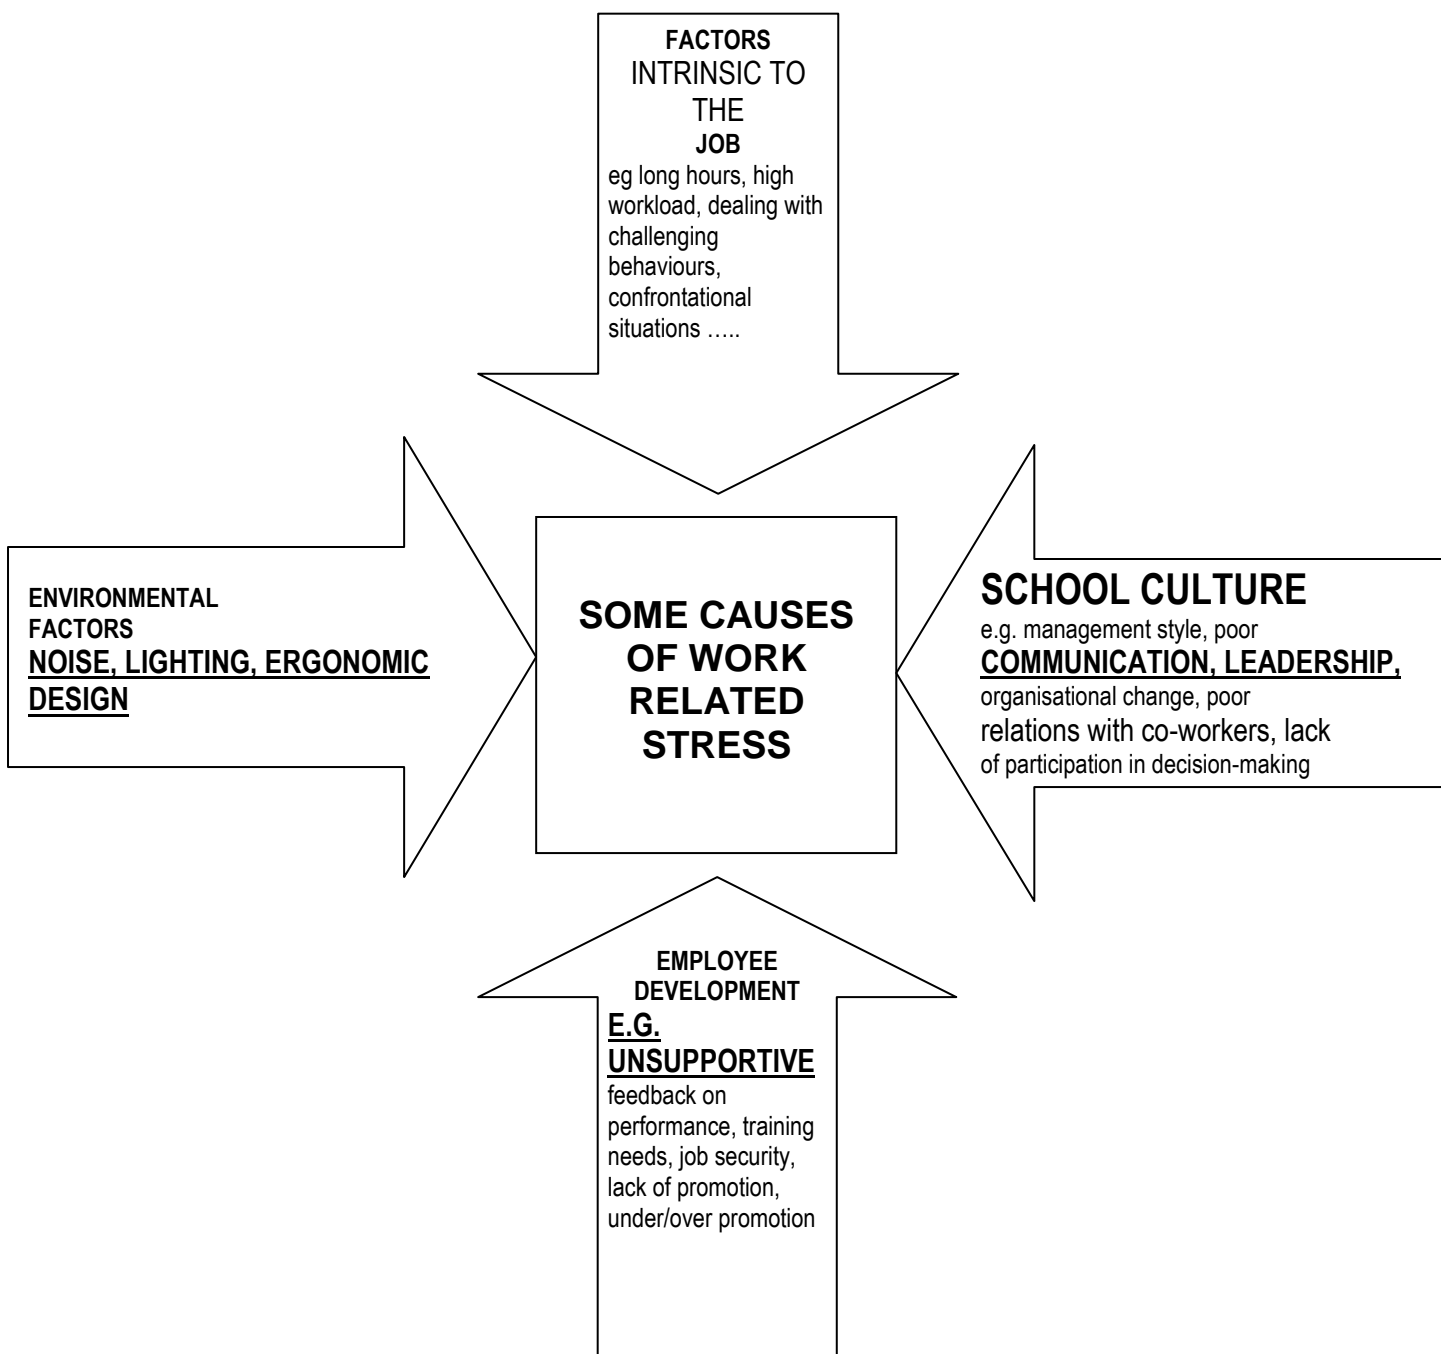 FACTORS
INTRINSIC TO
THE
JOB
eg long hours, high
workload, dealing with
challenging
behaviours,
confrontational
situations …..
ENVIRONMENTAL
FACTORS
NOISE, LIGHTING, ERGONOMIC
DESIGN
SOME CAUSES
OF WORK
RELATED
STRESS
SCHOOL CULTURE
e.g. management style, poor
COMMUNICATION, LEADERSHIP,
organisational change, poor
relations with co-workers, lack
of participation in decision-making
EMPLOYEE
DEVELOPMENT
E.G.
UNSUPPORTIVE
feedback on
performance, training
needs, job security,
lack of promotion,
under/over promotion